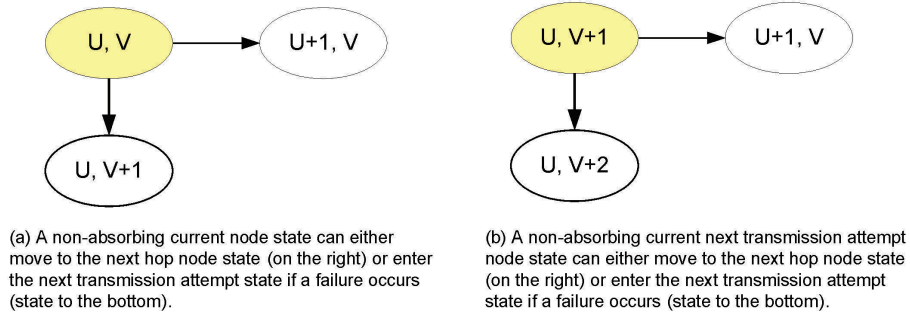 U, V
U+1, V
U, V+1
(a) A non-absorbing current node state can either
move to the next hop node state (on the right) or enter
the next transmission attempt state if a failure occurs
(state to the bottom).
U, V+1
U+1, V
U, V+2
(b) A non-absorbing current next transmission attempt
node state can either move to the next hop node state
(on the right) or enter the next transmission attempt
state if a failure occurs (state to the bottom).